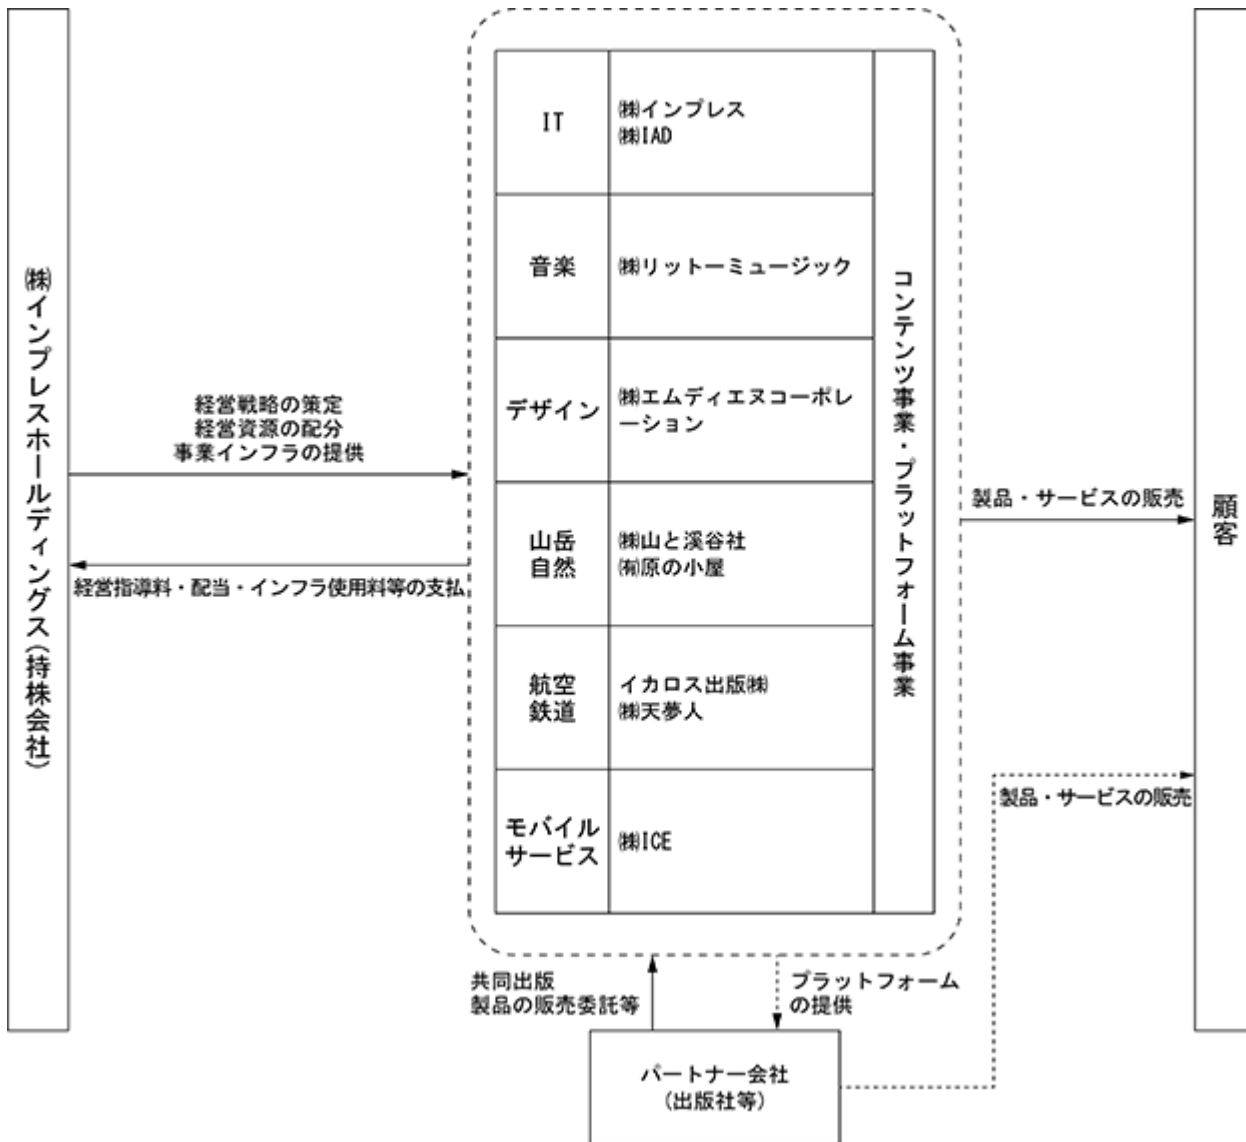 ㈱インプレスホールディングス(持株会社)
経営戦略の策定
経営資源の配分
事業インフラの提供
経営指導料・配当・インフラ使用料等の支払
IT
㈱インプレス
㈱IAD
音楽
㈱リットーミュージック
デザイン
㈱エムディエヌコーポレ
ーション
山岳
自然
㈱山と溪谷社
㈲原の小屋
航空
鉄道
イカロス出版㈱
㈱天夢人
モバイル
サービス
㈱ICE
コンテンツ事業・プラットフォーム事業
製品・サービスの販売
顧客
製品・サービスの販売
共同出版
製品の販売委託等
プラットフォーム
の提供
パートナー会社
(出版社等)